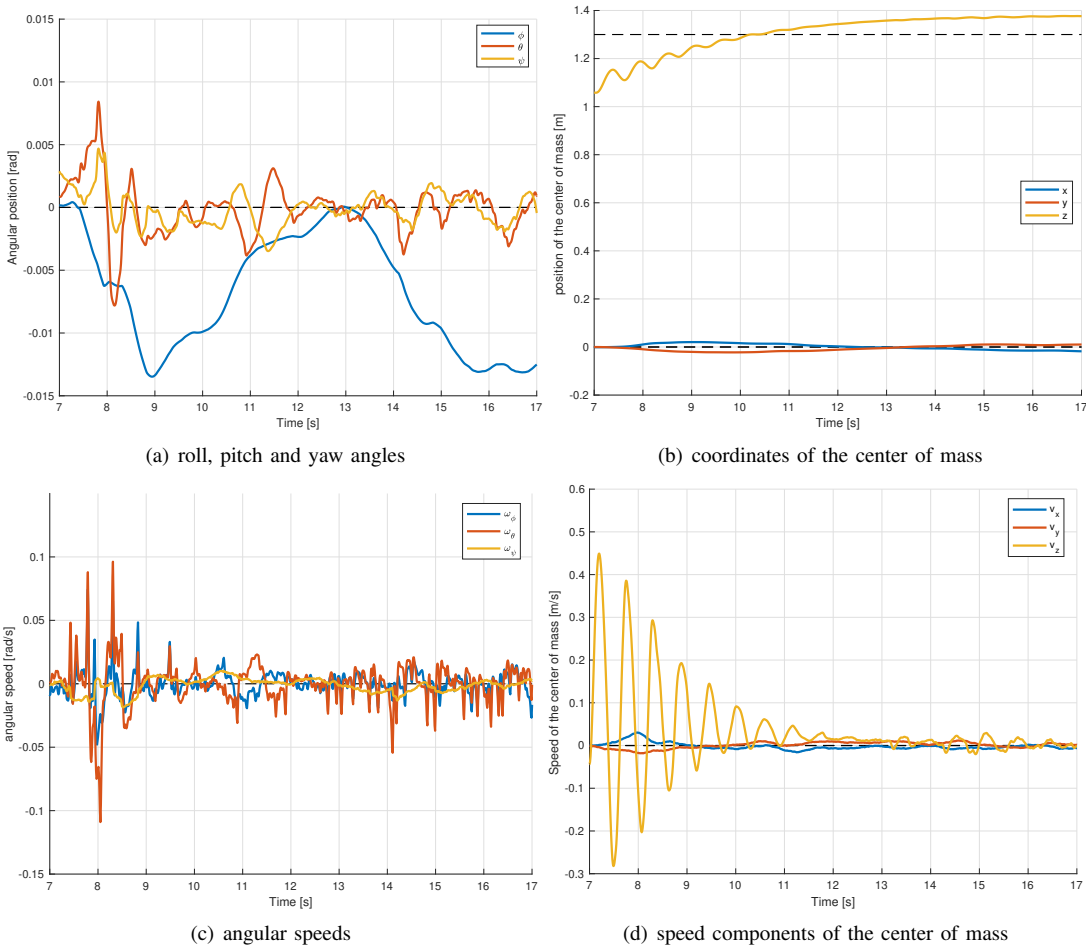 0.015
0.01
0.005
0
-0.005
-0.01
-0.015
Angular position [rad]
ϕ
θ
ψ
7 8 9 10 11 12 13 14 15 16 17
Time [s]
(a) roll, pitch and yaw angles
1.4
1.2
1
0.8
0.6
0.4
0.2
0
-0.2
position of the center of mass [m]
x
y
z
7 8 9 10 11 12 13 14 15 16 17
Time [s]
(b) coordinates of the center of mass
0.1
0.05
0
-0.05
-0.1
-0.15
angular speed [rad/s]
ω_ϕ
ω_θ
ω_ψ
7 8 9 10 11 12 13 14 15 16 17
Time [s]
(c) angular speeds
0.6
0.5
0.4
0.3
0.2
0.1
0
-0.1
-0.2
-0.3
Speed of the center of mass [m/s]
v_x
v_y
v_z
7 8 9 10 11 12 13 14 15 16 17
Time [s]
(d) speed components of the center of mass